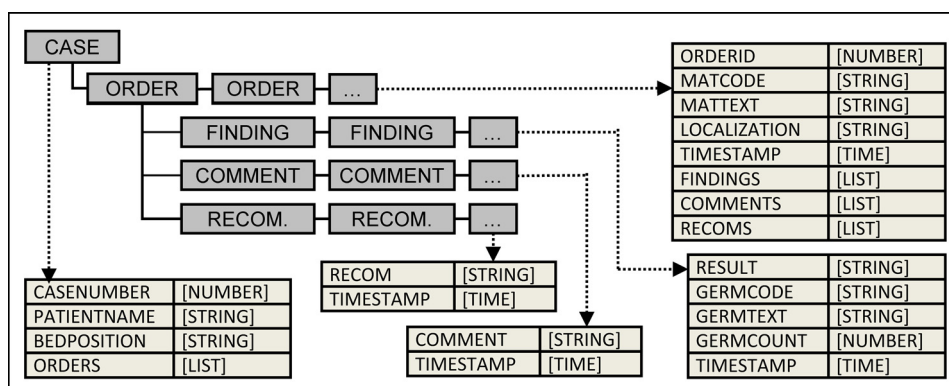 CASE
ORDER ORDER ...
FINDING FINDING ...
COMMENT COMMENT ...
RECOM. RECOM. ...
ORDERID [NUMBER]
MATCODE [STRING]
MATTEXT [STRING]
LOCALIZATION [STRING]
TIMESTAMP [TIME]
FINDINGS [LIST]
COMMENTS [LIST]
RECOMS [LIST]
CASENUMBER [NUMBER]
PATIENTNAME [STRING]
BEDPOSITION [STRING]
ORDERS [LIST]
RECOM [STRING]
TIMESTAMP [TIME]
COMMENT [STRING]
TIMESTAMP [TIME]
RESULT [STRING]
GERMCODE [STRING]
GERMTEXT [STRING]
GERMCOUNT [NUMBER]
TIMESTAMP [TIME]